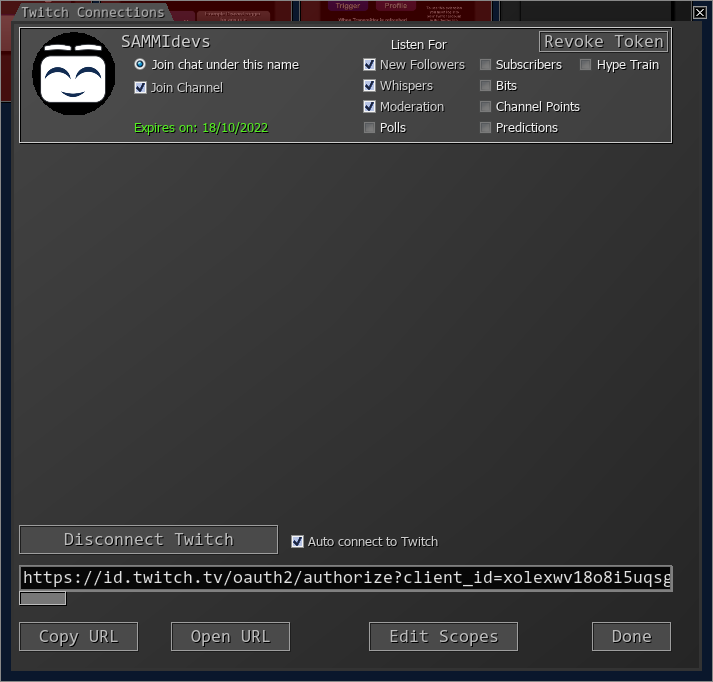 Trigger Profile
Twitch Connections
SAMMIdevs
Listen For
Revoke Token
Join chat under this name
New Followers
Subscribers
Hype Train
Join Channel
Whispers
Bits
Moderation
Channel Points
Expires on: 18/10/2022
Polls
Predictions
Disconnect Twitch
Auto connect to Twitch
https://id.twitch.tv/oauth2/authorize?client_id=xolexwv18o8i5uqsg
Copy URL
Open URL
Edit Scopes
Done